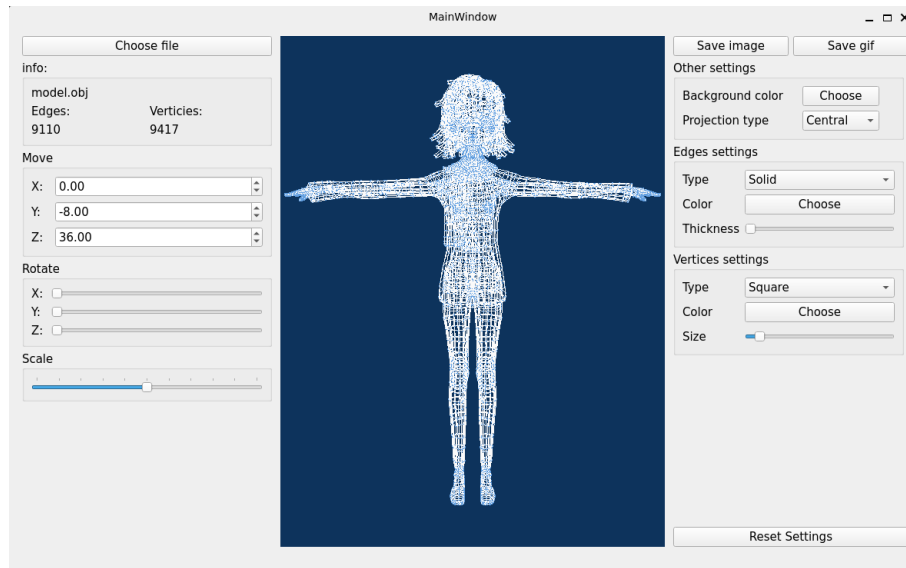 MainWindow
Choose file
info:
model.obj
Edges: Verticies:
9110 9417
Move
X: 0.00
Y: -8.00
Z: 36.00
Rotate
X:
Y:
Z:
Scale
Save image Save gif
Other settings
Background color Choose
Projection type Central
Edges settings
Type Solid
Color Choose
Thickness
Vertices settings
Type Square
Color Choose
Size
Reset Settings